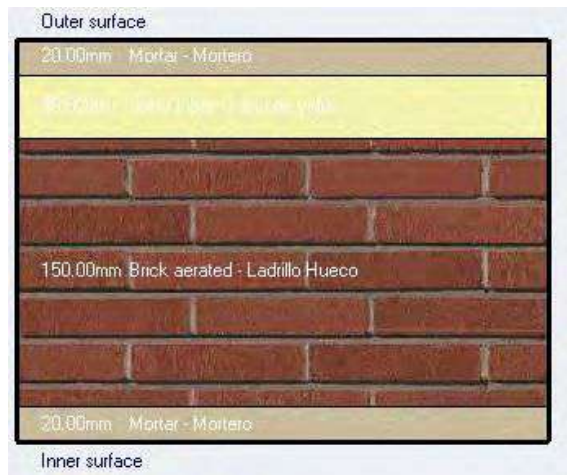 Outer surface
20.00mm Mortar - Mortero
150.00mm Brick aerated - Ladrillo Hueco
20.00mm Mortar - Mortero
Inner surface